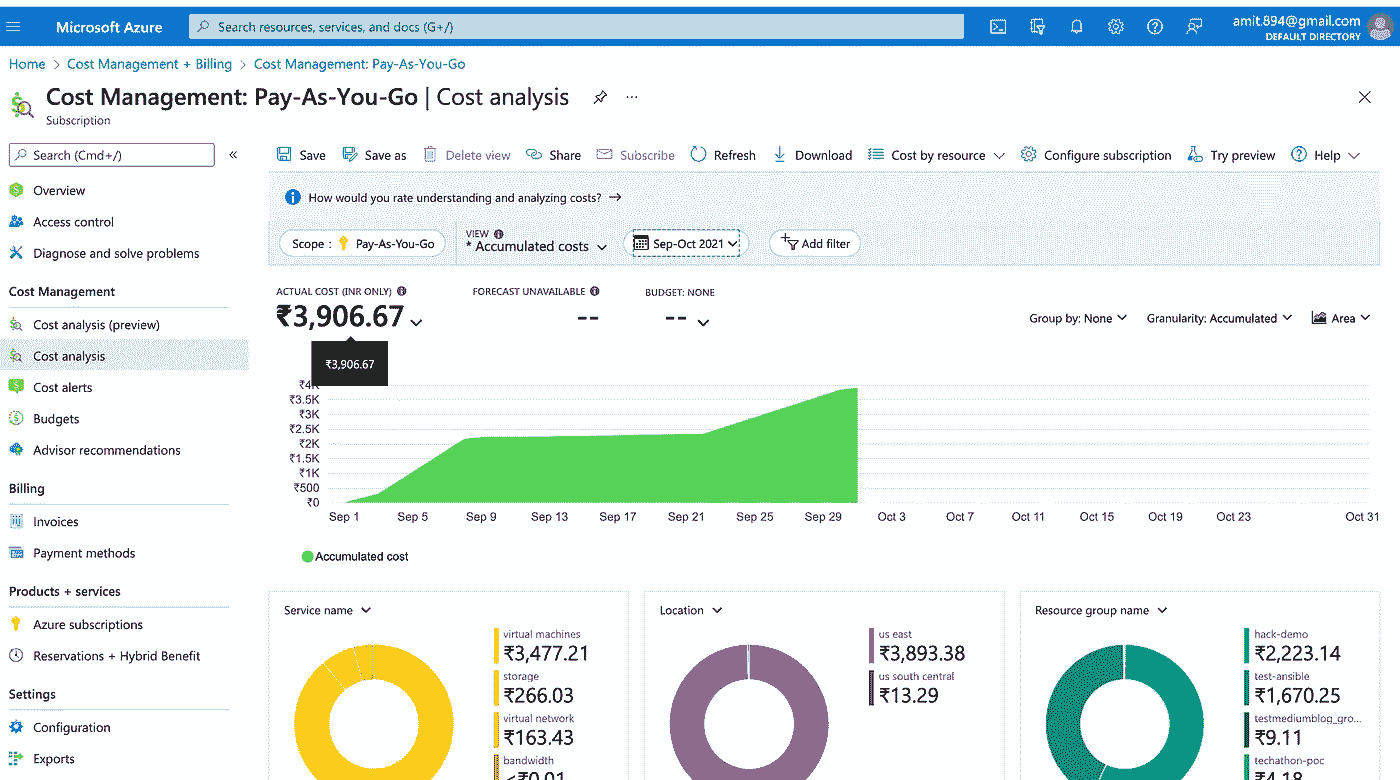 Microsoft Azure
Search resources, services, and docs (G+/)
amit.894@gmail.com
DEFAULT DIRECTORY
Home > Cost Management + Billing > Cost Management: Pay-As-You-Go
Cost Management: Pay-As-You-Go | Cost analysis
Subscription
Search (Cmd+/)
Overview
Access control
Diagnose and solve problems
Cost Management
Cost analysis (preview)
Cost analysis
Cost alerts
Budgets
Advisor recommendations
Billing
Invoices
Payment methods
Products + services
Azure subscriptions
Reservations + Hybrid Benefit
Settings
Configuration
Exports
Save Save as Delete view Share Subscribe Refresh Download Cost by resource Configure subscription Try preview Help
How would you rate understanding and analyzing costs? →
Scope : Pay-As-You-Go
VIEW
* Accumulated costs
Sep-Oct 2021
Add filter
ACTUAL COST (INR ONLY)
₹3,906.67
FORECAST UNAVAILABLE
--
BUDGET: NONE
--
Group by: None Granularity: Accumulated Area
₹3,906.67
₹4K
₹3.5K
₹3K
₹2.5K
₹2K
₹1.5K
₹1K
₹500
₹0
Sep 1 Sep 5 Sep 9 Sep 13 Sep 17 Sep 21 Sep 25 Sep 29 Oct 3 Oct 7 Oct 11 Oct 15 Oct 19 Oct 23 Oct 31
Accumulated cost
Service name
virtual machines
₹3,477.21
storage
₹266.03
virtual network
₹163.43
bandwidth
<₹0.01
Location
us east
₹3,893.38
us south central
₹13.29
Resource group name
hack-demo
₹2,223.14
test-ansible
₹1,670.25
testmediumblog_gro...
₹9.11
techathon-poc
₹4.18